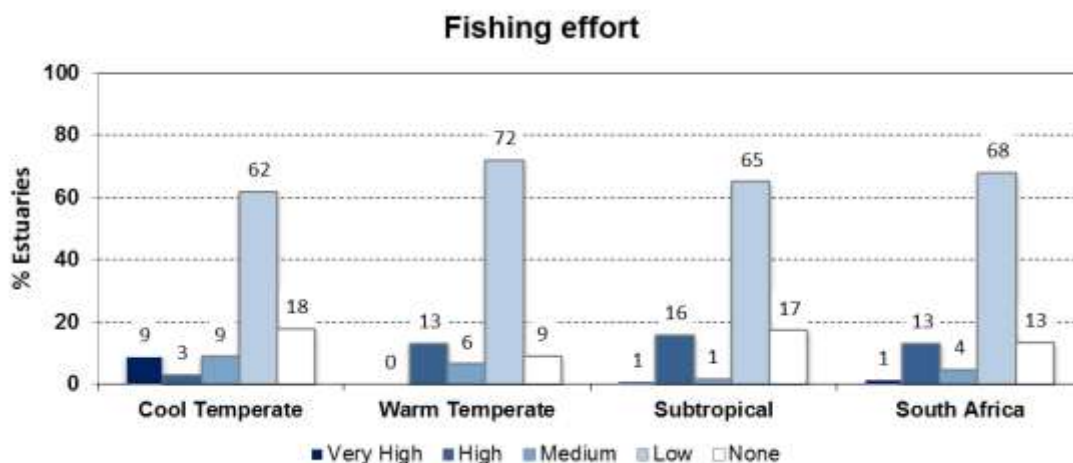 Fishing effort
% Estuaries
100
80
60
40
20
0
9 3 9 62 18
0 13 6 72 9
1 16 1 65 17
1 13 4 68 13
Cool Temperate Warm Temperate Subtropical South Africa
Very High High Medium Low None